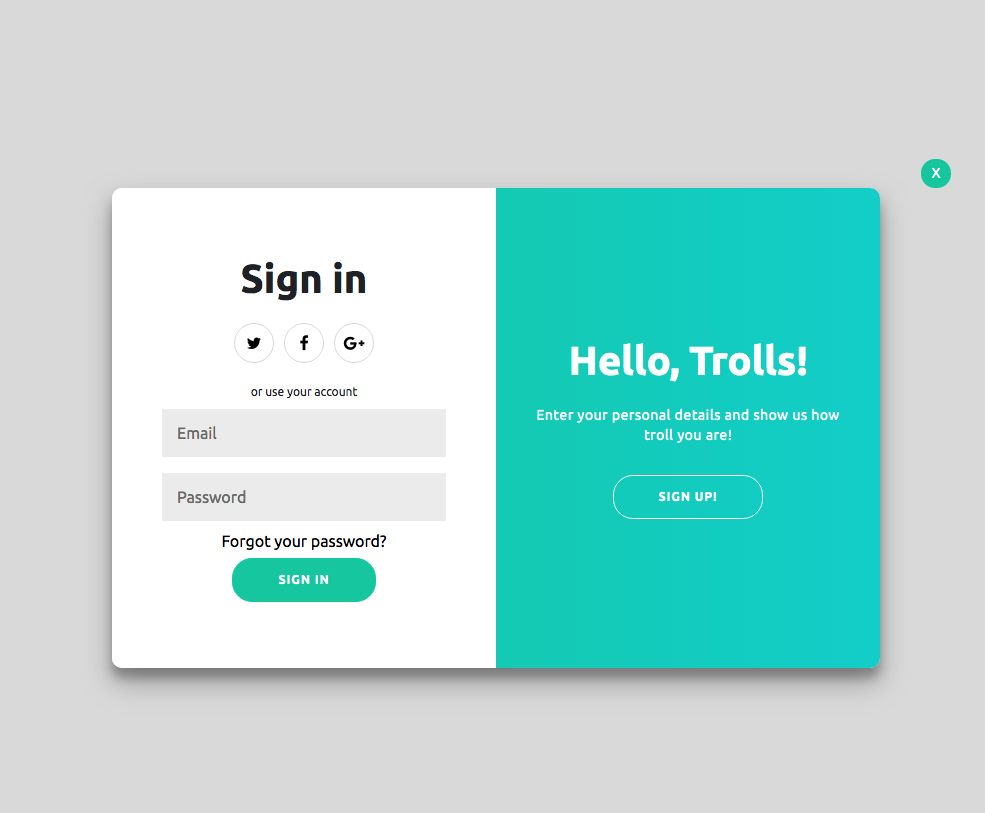 X
Sign in
or use your account
Email
Password
Forgot your password?
SIGN IN
Hello, Trolls!
Enter your personal details and show us how
troll you are!
SIGN UP!